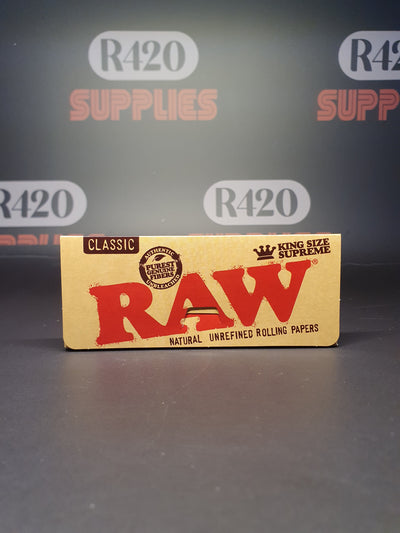 R420
SUPPLIES
R420
SUPPLIES
R420
R420
CLASSIC
AUTHENTIC
PUREST
GENUINE
FIBERS
UNBLEACHED
KING SIZE
SUPREME
RAW®
NATURAL UNREFINED ROLLING PAPERS